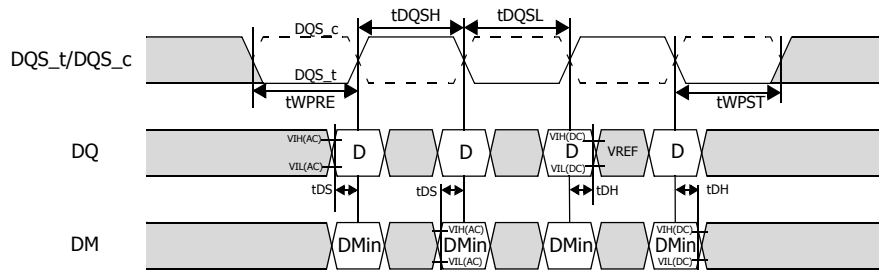 tDQSH tDQSL
DQS_c
DQS_t/DQS_c
DQS_t
tWPRE tWPST
VIH(AC) VIH(DC)
DQ D D D VREF D
VIL(AC) VIL(DC)
tDS tDS tDH tDH
VIH(AC) VIH(DC)
DM DMin DMin DMin DMin
VIL(AC) VIL(DC)